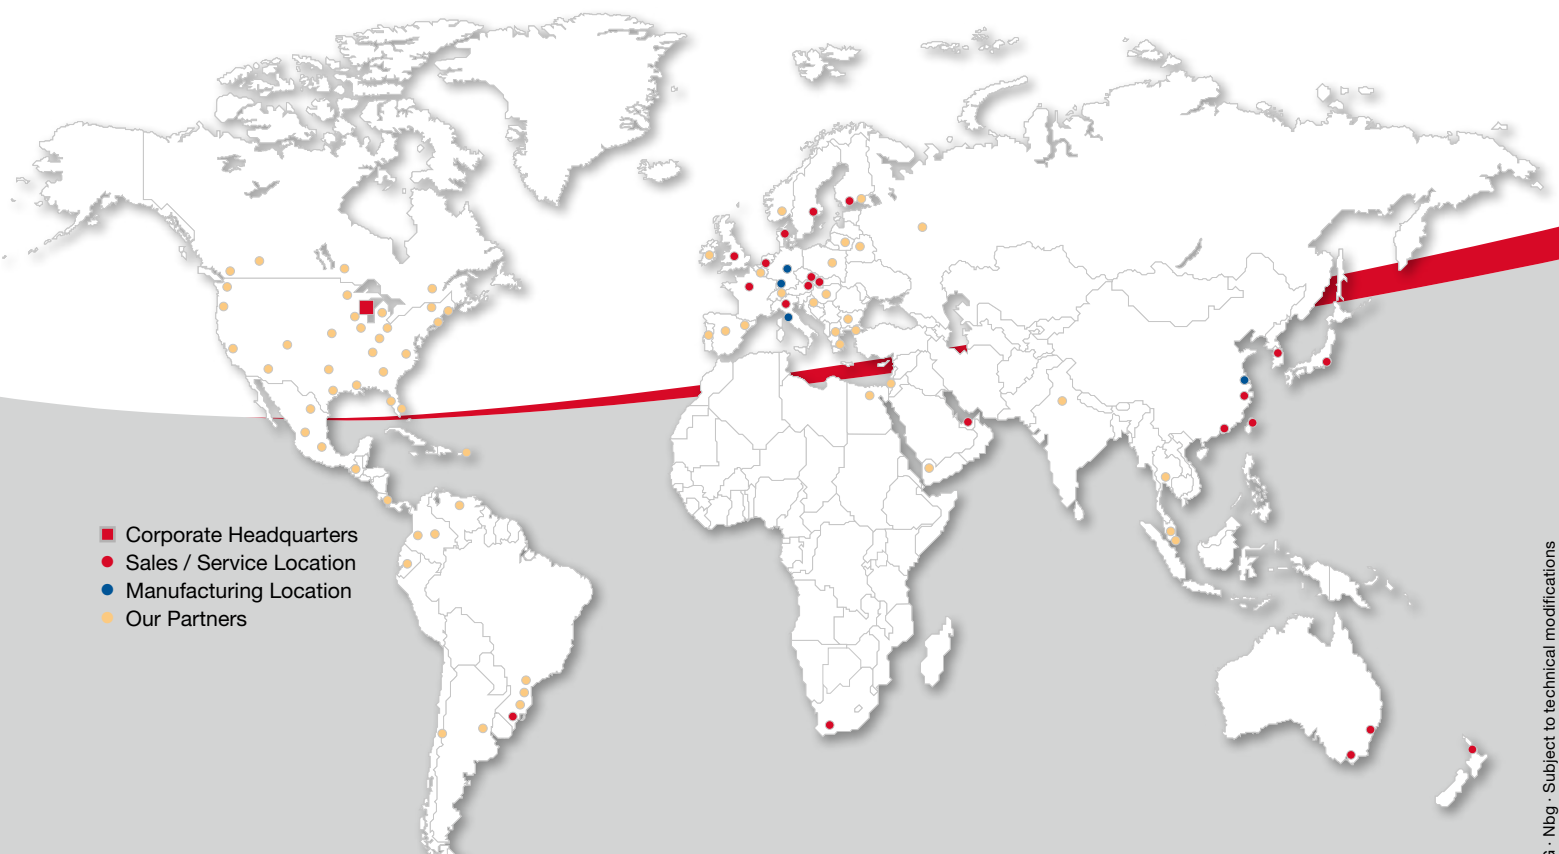 Corporate Headquarters
Sales / Service Location
Manufacturing Location
Our Partners
· Nbg · Subject to technical modifications